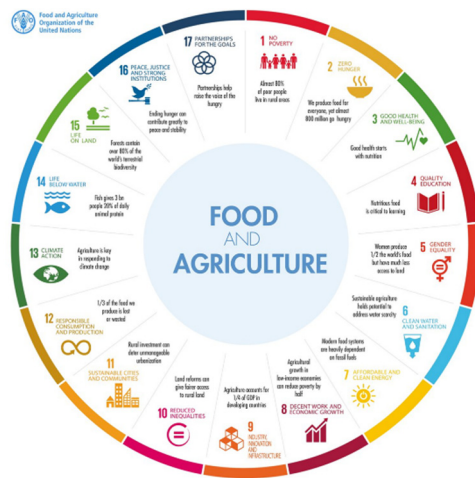 Food and Agriculture
Organization of the
United Nations
FOOD
AND
AGRICULTURE
1 NO
POVERTY
Almost 80%
of poor people
live in rural areas
2 ZERO
HUNGER
We produce food for
everyone, yet almost
800 million go hungry
3 GOOD HEALTH
AND WELL-BEING
Good health starts
with nutrition
4 QUALITY
EDUCATION
Nutritious food
is critical to learning
5 GENDER
EQUALITY
Women produce
1/2 the world's food
but have much less
access to land
6
CLEAN WATER
AND SANITATION
Sustainable agriculture
holds potential to
address water scarcity
7 AFFORDABLE AND
CLEAN ENERGY
Modern food systems
are heavily dependent
on fossil fuels
8 DECENT WORK AND
ECONOMIC GROWTH
Agricultural
growth in
low-income economies
can reduce poverty by
half
9
INDUSTRY,
INNOVATION
AND
INFRASTRUCTURE
Agriculture accounts for
1/4 of GDP in
developing countries
10 REDUCED
INEQUALITIES
Land reforms can
give fairer access
to rural land
11
SUSTAINABLE CITIES
AND COMMUNITIES
Rural investment can
deter unmanageable
urbanization
12 RESPONSIBLE
CONSUMPTION
AND PRODUCTION
1/3 of the food we
produce is lost
or wasted
13 CLIMATE
ACTION
Agriculture is key
in responding to
climate change
14 LIFE
BELOW WATER
Fish gives 3 bn
people 20% of daily
animal protein
15
LIFE
ON LAND
Forests contain
over 80% of the
world's terrestrial
biodiversity
16 PEACE, JUSTICE
AND STRONG
INSTITUTIONS
Ending hunger can
contribute greatly to
peace and stability
17 PARTNERSHIPS
FOR THE GOALS
Partnerships help
raise the voice of the
hungry